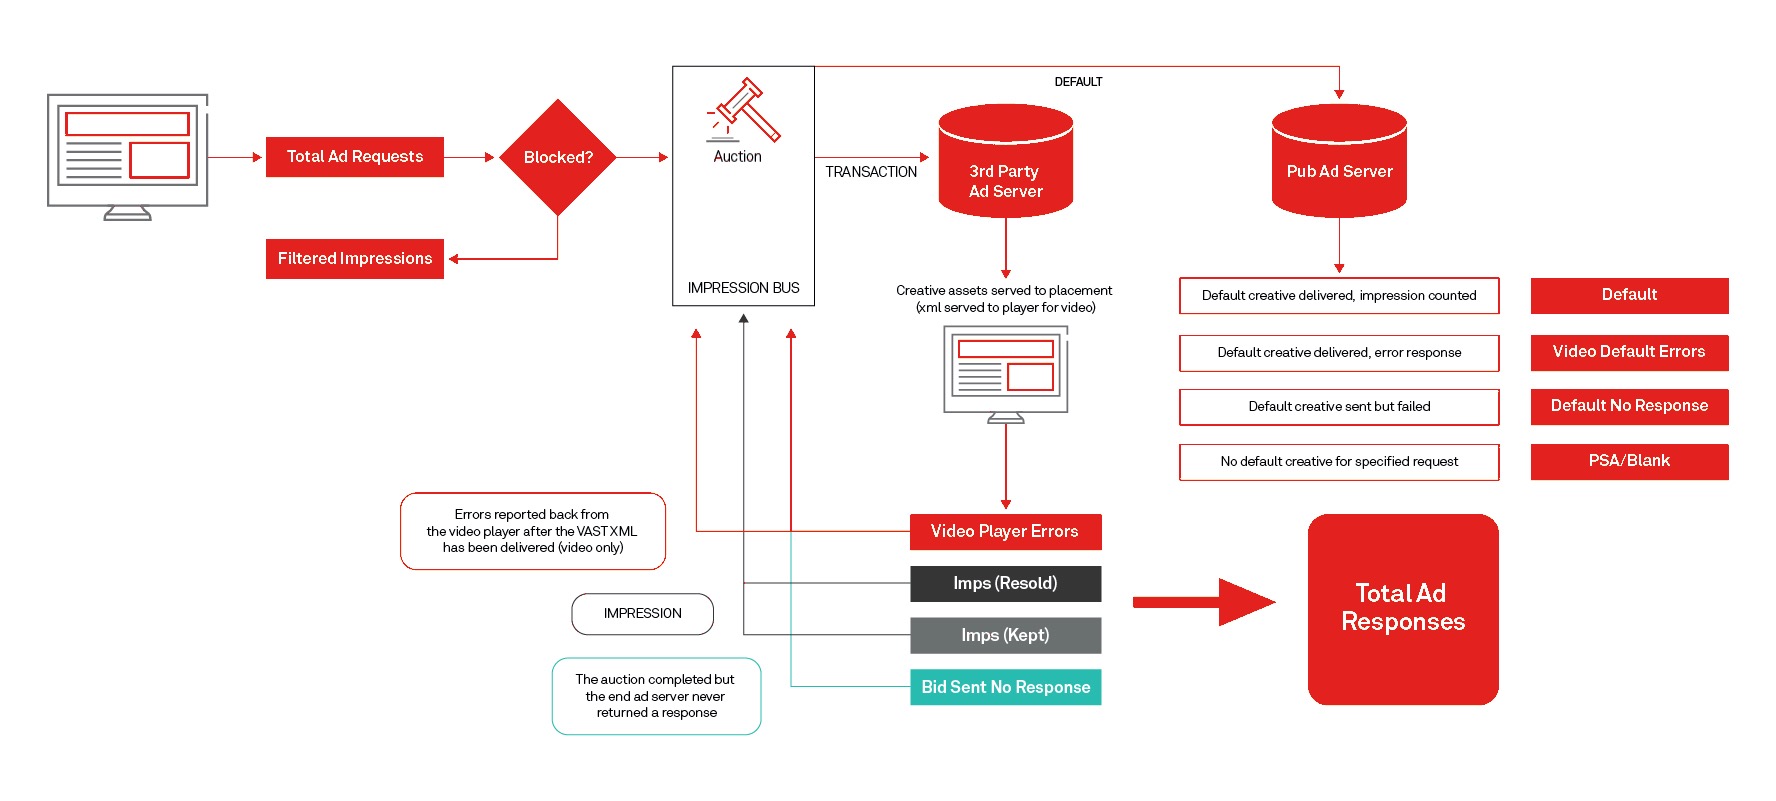 DEFAULT
Total Ad Requests
Blocked?
Auction
TRANSACTION
3rd Party
Ad Server
Pub Ad Server
Filtered Impressions
IMPRESSION BUS
Creative assets served to placement
(xml served to player for video)
Default creative delivered, impression counted
Default
Default creative delivered, error response
Video Default Errors
Default creative sent but failed
Default No Response
No default creative for specified request
PSA/Blank
Errors reported back from
the video player after the VAST XML
has been delivered (video only)
Video Player Errors
Imps (Resold)
IMPRESSION
Imps (Kept)
The auction completed but
the end ad server never
returned a response
Bid Sent No Response
Total Ad
Responses